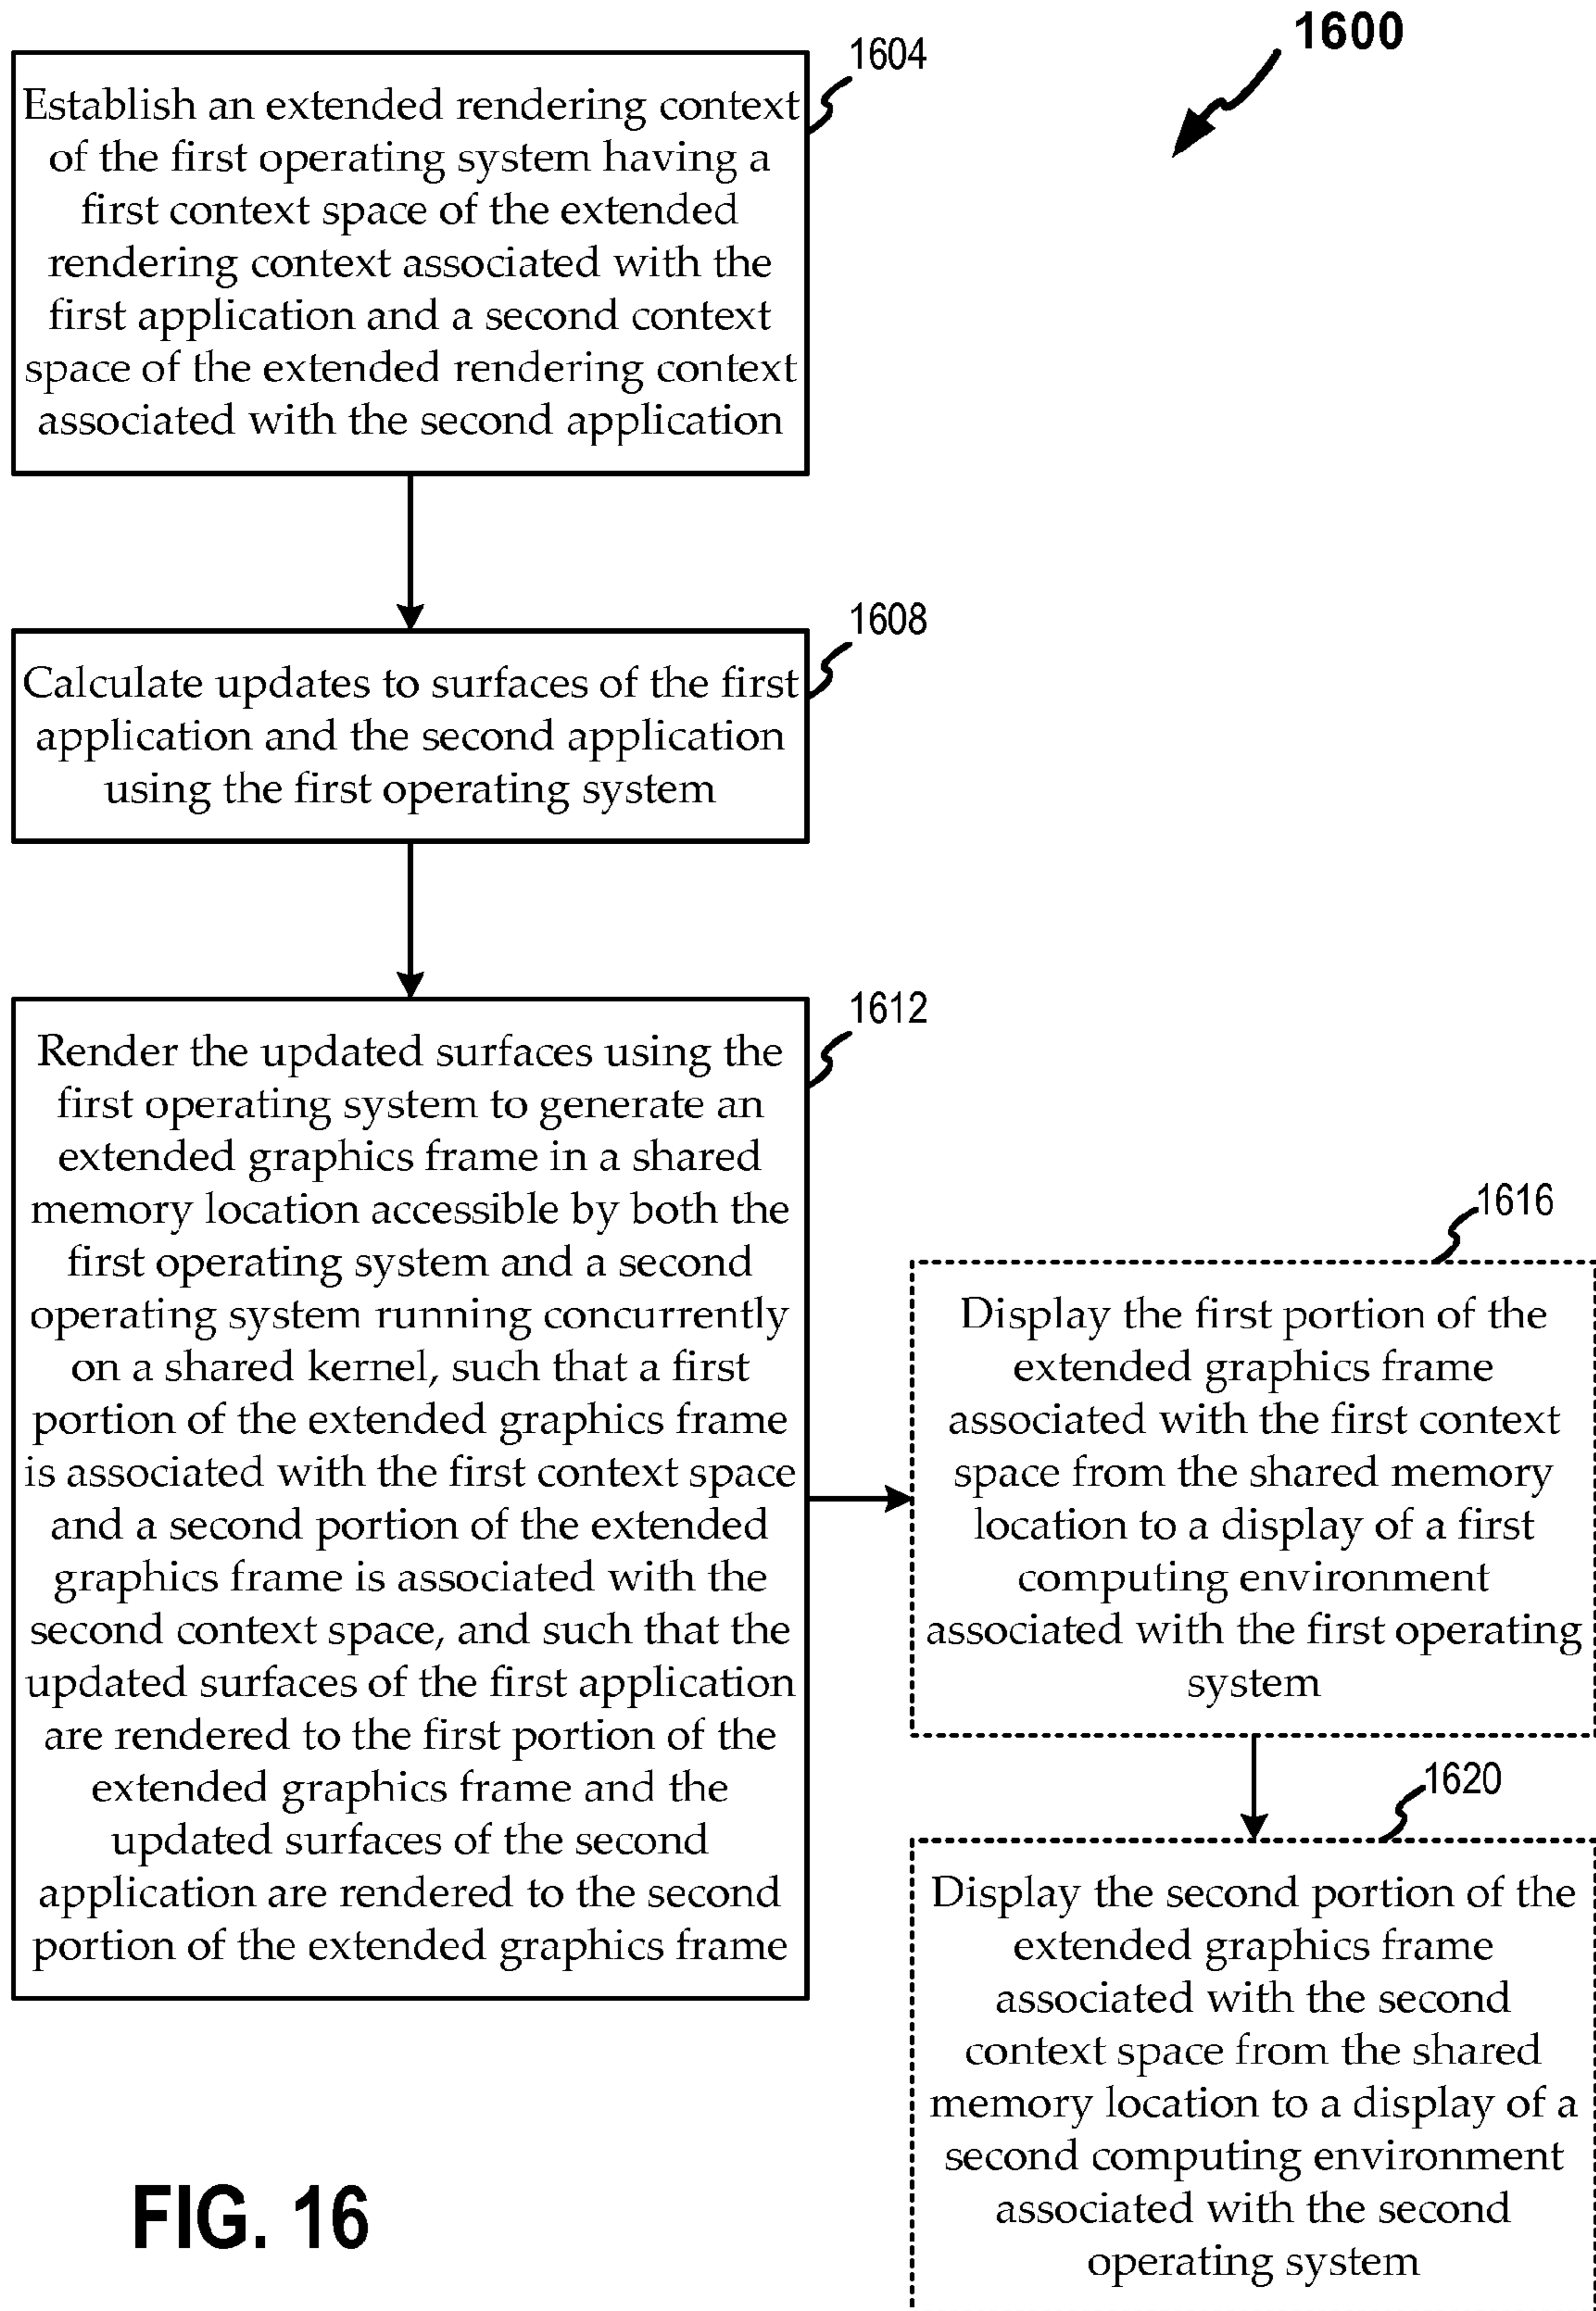 1600
1604
Establish an extended rendering context
of the first operating system having a
first context space of the extended
rendering context associated with the
first application and a second context
space of the extended rendering context
associated with the second application
1608
Calculate updates to surfaces of the first
application and the second application
using the first operating system
1612
Render the updated surfaces using the
first operating system to generate an
extended graphics frame in a shared
memory location accessible by both the
first operating system and a second
operating system running concurrently
on a shared kernel, such that a first
portion of the extended graphics frame
is associated with the first context space
and a second portion of the extended
graphics frame is associated with the
second context space, and such that the
updated surfaces of the first application
are rendered to the first portion of the
extended graphics frame and the
updated surfaces of the second
application are rendered to the second
portion of the extended graphics frame
1616
Display the first portion of the
extended graphics frame
associated with the first context
space from the shared memory
location to a display of a first
computing environment
associated with the first operating
system
1620
Display the second portion of the
extended graphics frame
associated with the second
context space from the shared
memory location to a display of a
second computing environment
associated with the second
operating system
FIG. 16